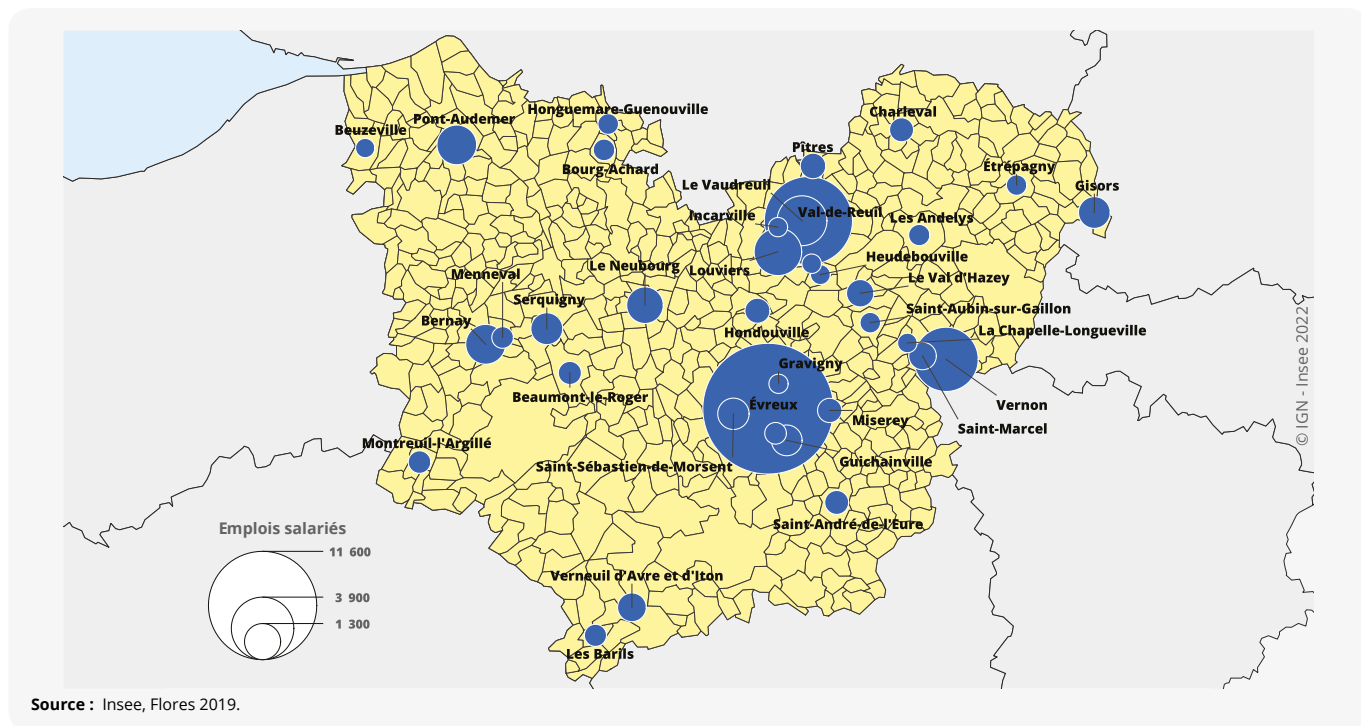 Honguemare-Guenouville
Charleval
Pont-Audemer
Beuzeville
Pîtres
Bourg-Achard
Étrépagny
Le Vaudreuil
Gisors
Incarville
Val-de-Reuil
Les Andelys
Heudebouville
Le Neubourg
Louviers
Menneval
Le Val d'Hazey
Serquigny
Saint-Aubin-sur-Gaillon
Bernay
Hondouville
La Chapelle-Longueville
Gravigny
Beaumont-le-Roger
Évreux
Vernon
Miserey
Saint-Marcel
Montreuil-l'Argillé
Saint-Sébastien-de-Morsent
Guichainville
Saint-André-de-l'Eure
Emplois salariés
11 600
3 900
1 300
Verneuil d'Avre et d'Iton
Les Barils
© IGN - Insee 2022
Source : Insee, Flores 2019.